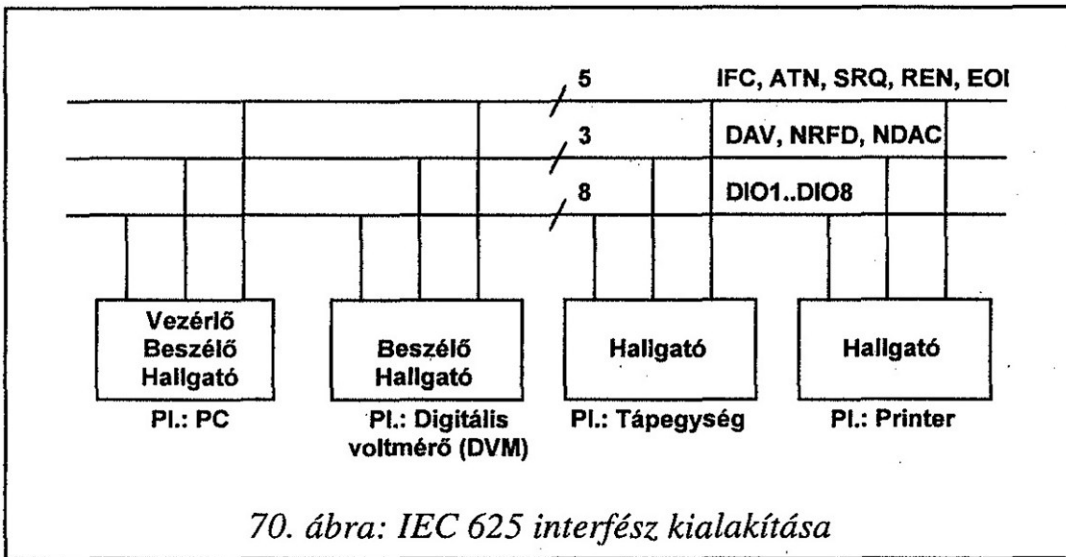 5 IFC, ATN, SRQ, REN, EOI
3 DAV, NRFD, NDAC
8 DIO1..DIO8
Vezérlő
Beszélő
Hallgató
Pl.: PC
Beszélő
Hallgató
Pl.: Digitális
voltmérő (DVM)
Hallgató
Pl.: Tápegység
Hallgató
Pl.: Printer
70. ábra: IEC 625 interfész kialakítása